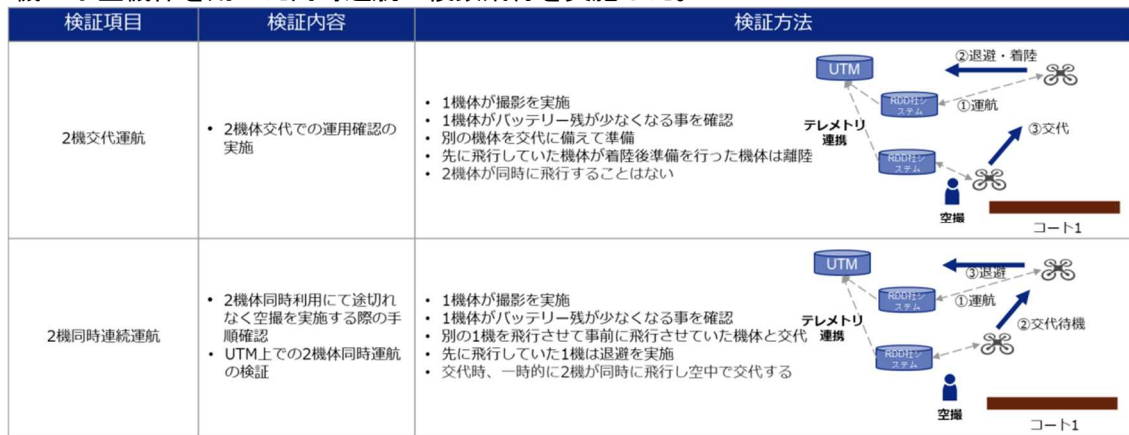 検証項目
検証内容
検証方法
2機交代運航
• 2機体交代での運用確認の
実施
• 1機体が撮影を実施
• 1機体がバッテリー残が少なくなる事を確認
• 別の機体を交代に備えて準備
• 先に飛行していた機体が着陸後準備を行った機体は離陸
• 2機体が同時に飛行することはない
UTM
②退避・着陸
RDD社シ
ステム
①運航
テレメトリ
連携
③交代
RDD社シ
ステム
空撮
コート1
2機同時連続運航
• 2機体同時利用にて途切れ
なく空撮を実施する際の手
順確認
• UTM上での2機体同時運航
の検証
• 1機体が撮影を実施
• 1機体がバッテリー残が少なくなる事を確認
• 別の1機を飛行させて事前に飛行させていた機体と交代
• 先に飛行していた1機は退避を実施
• 交代時、一時的に2機が同時に飛行し空中で交代する
UTM
③退避
RDD社シ
ステム
①運航
テレメトリ
連携
②交代待機
RDD社シ
ステム
空撮
コート1